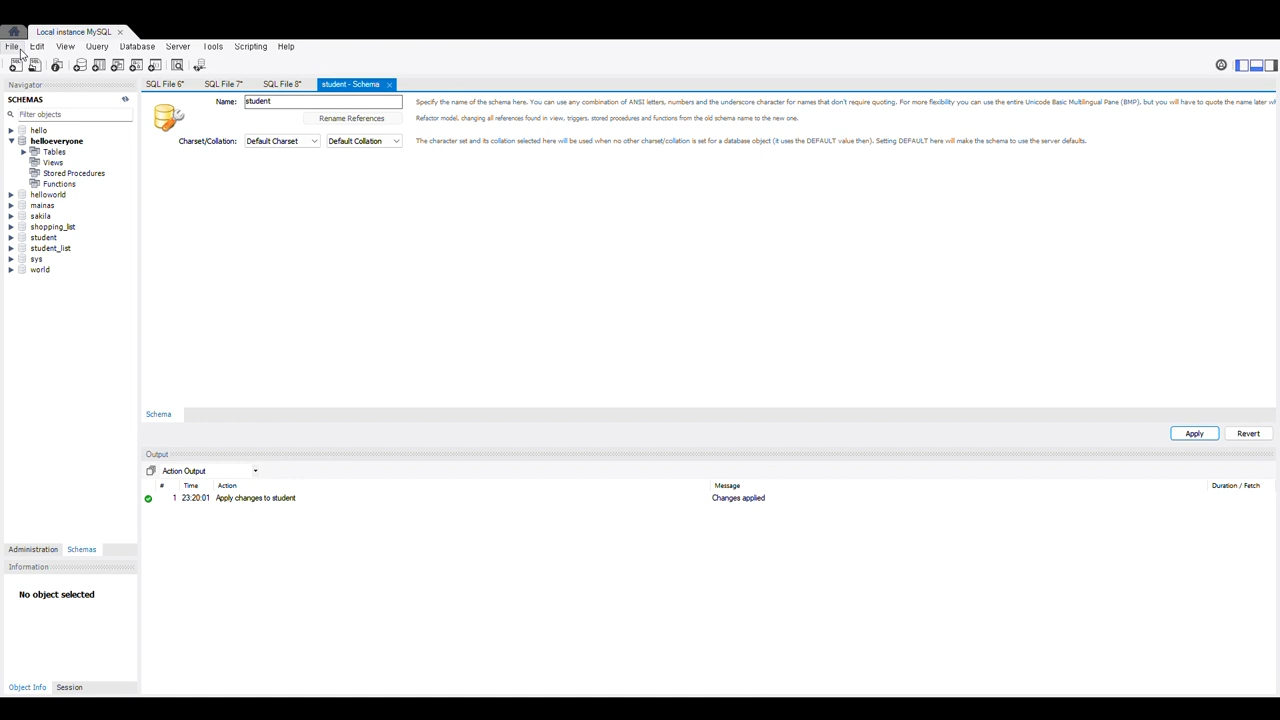 Local instance MySQL
File Edit View Query Database Server Tools Scripting Help
Navigator
SCHEMAS
Filter objects
hello
helloeveryone
Tables
Views
Stored Procedures
Functions
helloworld
mainas
sakila
shopping_list
student
student_list
sys
world
Administration Schemas
Information
No object selected
Object Info Session
SQL File 6* SQL File 7* SQL File 8* student - Schema
Name: student Specify the name of the schema here. You can use any combination of ANSI letters, numbers and the underscore character for names that don't require quoting. For more flexibility you can use the entire Unicode Basic Multilingual Pane (BMP), but you will have to quote the name later wh
Rename References Refactor model, changing all references found in view, triggers, stored procedures and functions from the old schema name to the new one.
Charset/Collation: Default Charset Default Collation The character set and its collation selected here will be used when no other charset/collation is set for a database object (it uses the DEFAULT value then). Setting DEFAULT here will make the schema to use the server defaults.
Schema
Apply Revert
Output
Action Output
# Time Action Message Duration / Fetch
1 23:20:01 Apply changes to student Changes applied